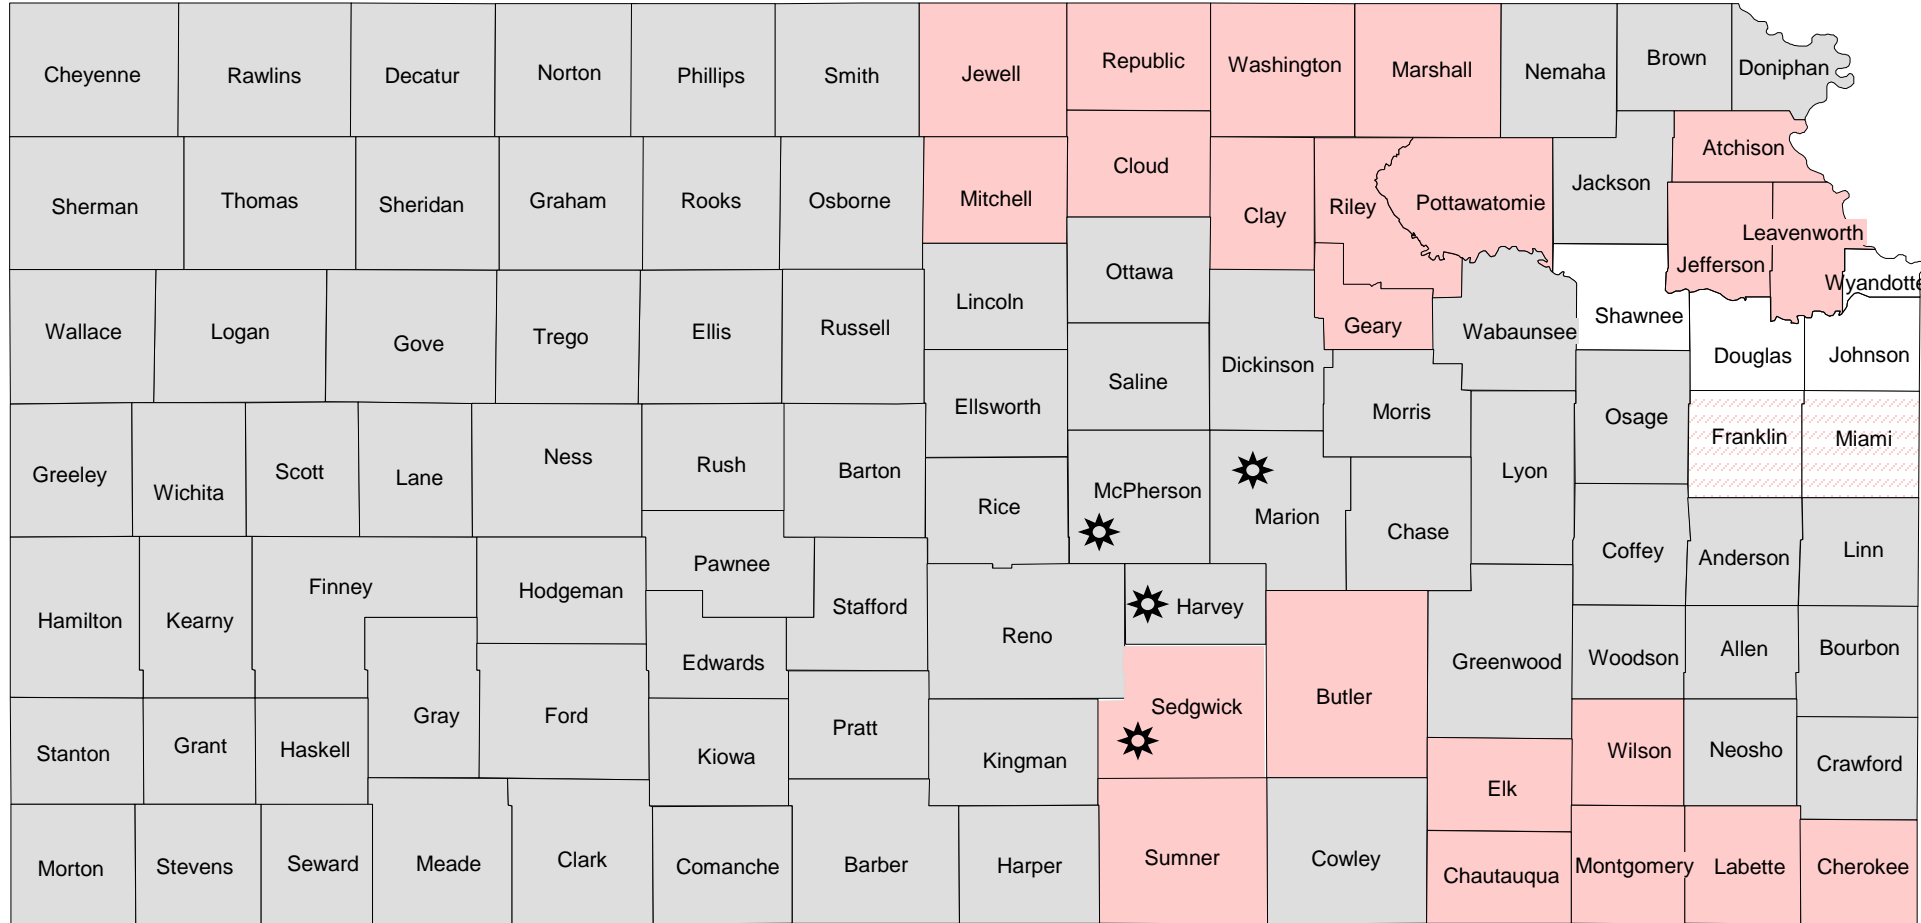 Cheyenne
Rawlins
Decatur
Norton
Phillips
Smith
Jewell
Republic
Washington
Marshall
Nemaha
Brown
Doniphan
Sherman
Thomas
Sheridan
Graham
Rooks
Osborne
Mitchell
Cloud
Clay
Riley
Pottawatomie
Jackson
Atchison
Jefferson
Leavenworth
Wyandotte
Wallace
Logan
Gove
Trego
Ellis
Russell
Lincoln
Ottawa
Saline
Ellsworth
Dickinson
Geary
Wabaunsee
Shawnee
Douglas
Johnson
Greeley
Wichita
Scott
Lane
Ness
Rush
Barton
Rice
McPherson
Marion
Morris
Chase
Lyon
Osage
Franklin
Miami
Hamilton
Kearny
Finney
Hodgeman
Pawnee
Stafford
Edwards
Reno
Harvey
Coffey
Anderson
Linn
Stanton
Grant
Haskell
Gray
Ford
Kiowa
Pratt
Kingman
Sedgwick
Butler
Greenwood
Woodson
Allen
Bourbon
Elk
Wilson
Neosho
Crawford
Morton
Stevens
Seward
Meade
Clark
Comanche
Barber
Harper
Sumner
Cowley
Chautauqua
Montgomery
Labette
Cherokee